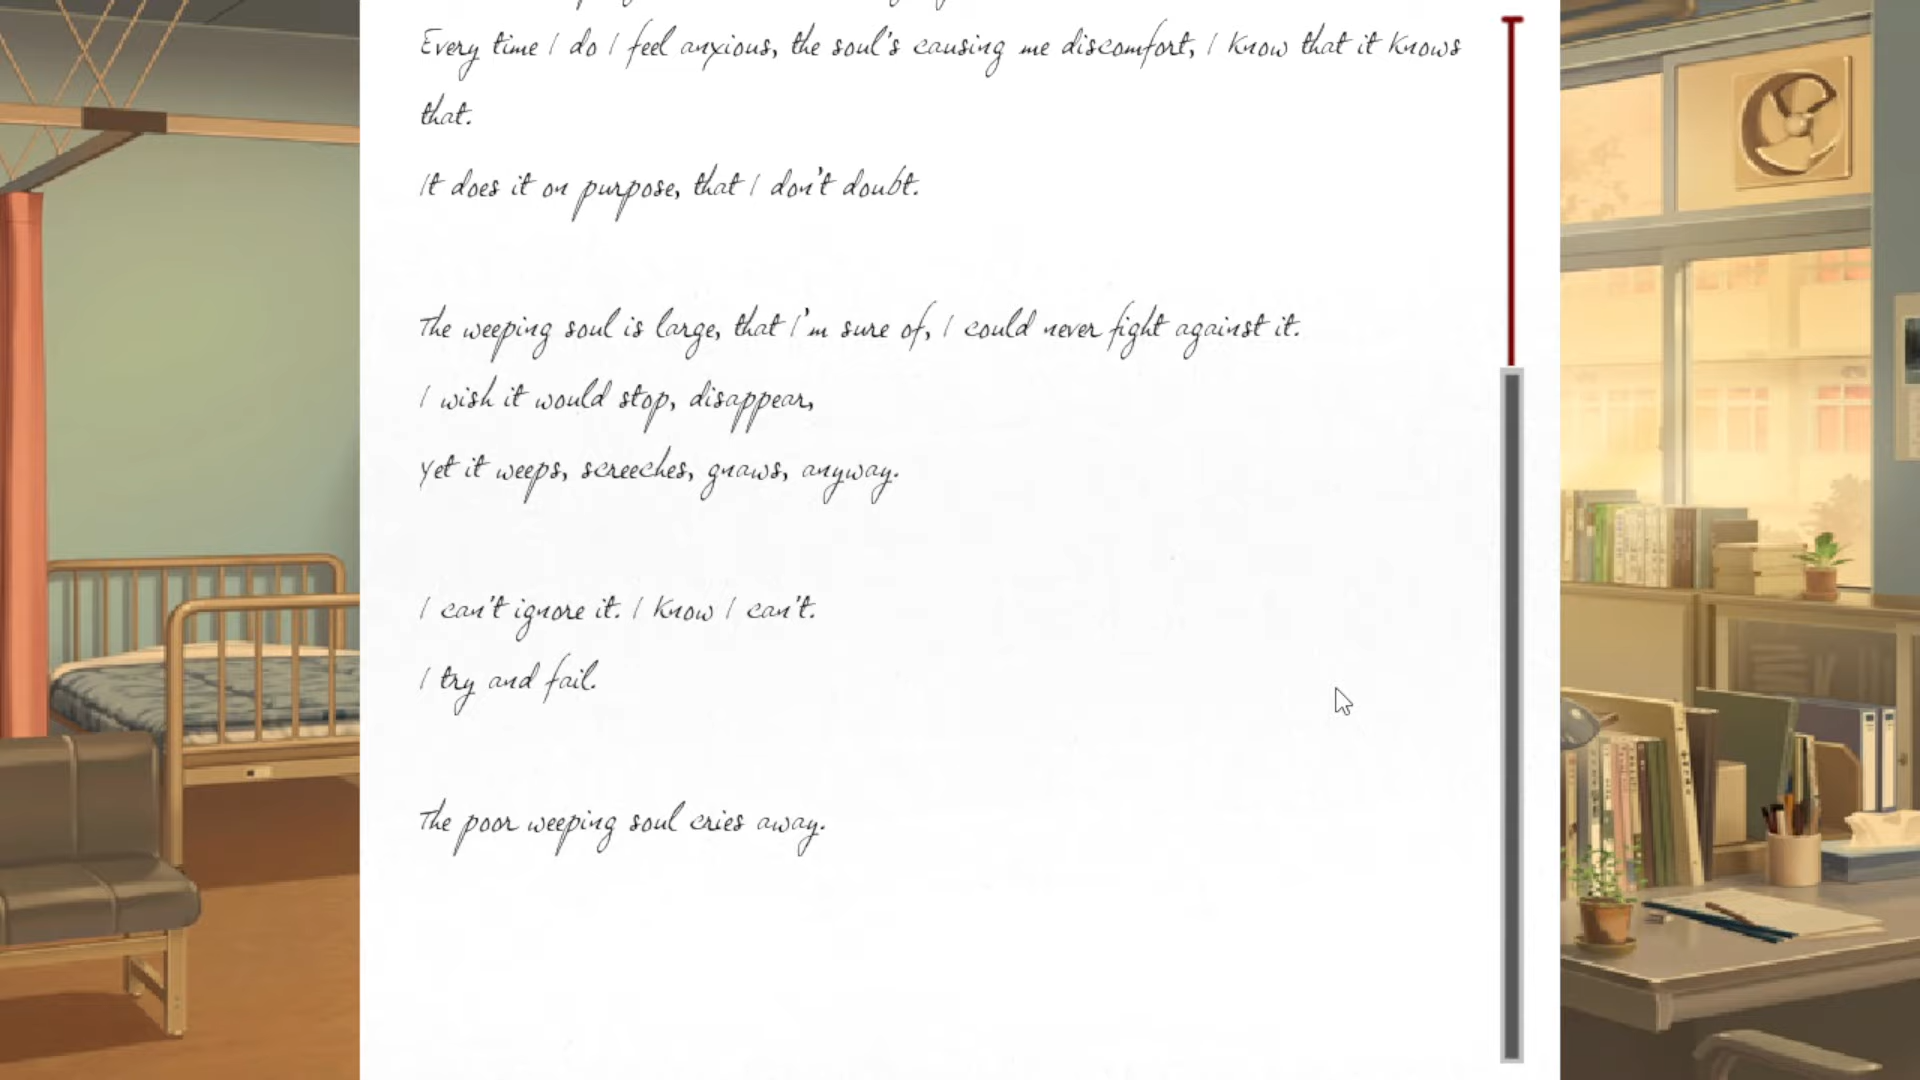 Every time I do I feel anxious, the soul's causing me discomfort, I know that it knows
that.
It does it on purpose, that I don't doubt.
The weeping soul is large, that I'm sure of, I could never fight against it.
I wish it would stop, disappear,
Yet it weeps, screeches, gnaws, anyway.
I can't ignore it. I know I can't.
I try and fail.
The poor weeping soul cries away.